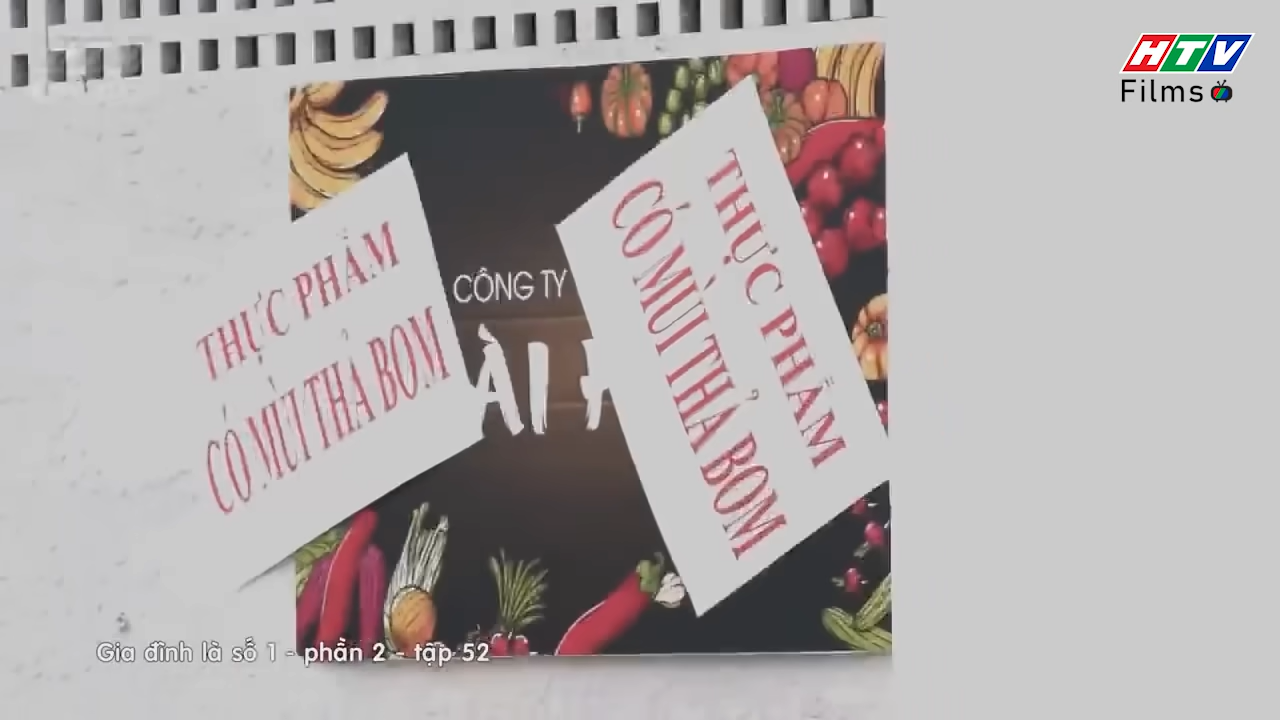 HTV
Films
THỰC PHẨM
CÓ MÙI THẢ BOM
CÔNG TY
ÀI
THỰC PHẨM
CÓ MÙI THẢ BOM
Gia đình là số 1 - phần 2 - tập 52